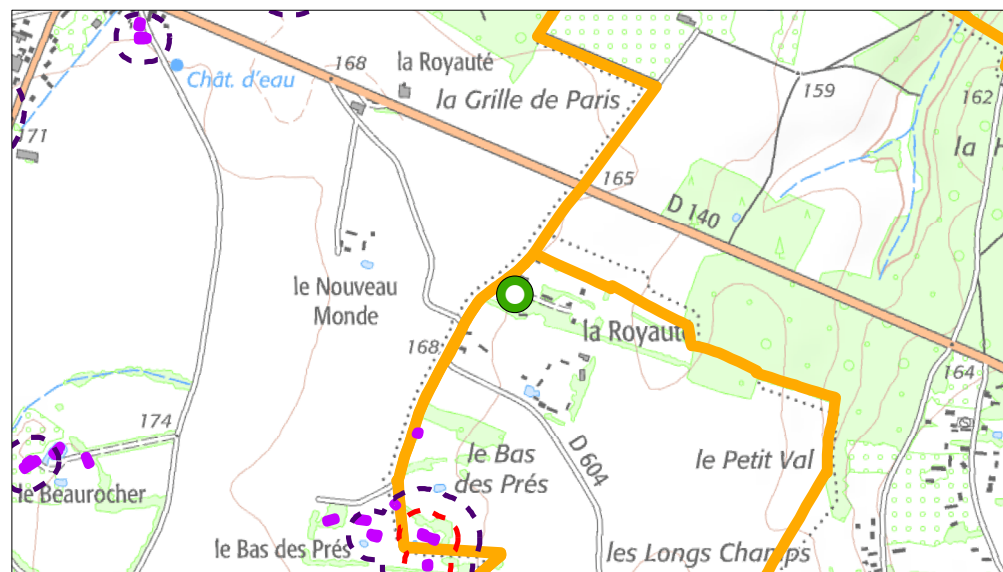 168
la Royauté
Chât. d'eau
la Grille de Paris
159
162
la H
171
165
D 140
le Nouveau
Monde
la Royauté
168
164
174
le Bas
des Prés
D 604
le Petit Val
le Beaurocher
le Bas des Prés
les Longs Champs